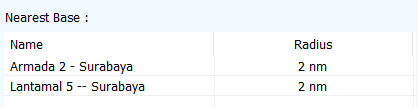 Nearest Base :
Name Radius
Armada 2 - Surabaya 2 nm
Lantamal 5 -- Surabaya 2 nm